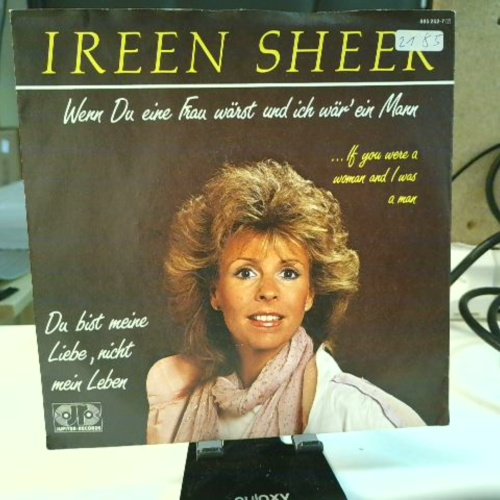 IREEN SHEER
21 85
Wenn Du eine Frau wärst und ich wär' ein Mann
...If you were a
woman and I was
a man
Du bist meine
Liebe, nicht
mein Leben
JUPITER-RECORDS